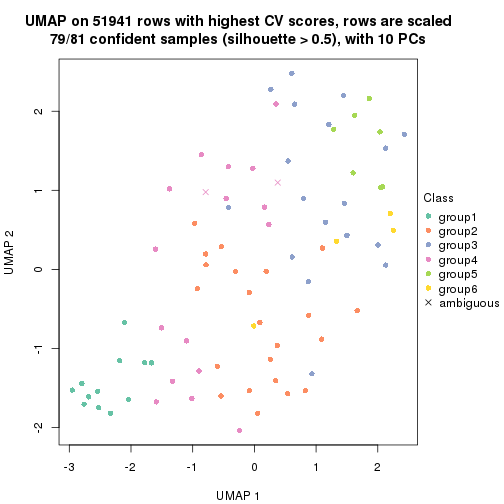 UMAP on 51941 rows with highest CV scores, rows are scaled
79/81 confident samples (silhouette > 0.5), with 10 PCs
2
1
0
-1
-2
UMAP 2
-3
-2
-1
0
1
2
UMAP 1
Class
group1
group2
group3
group4
group5
group6
ambiguous